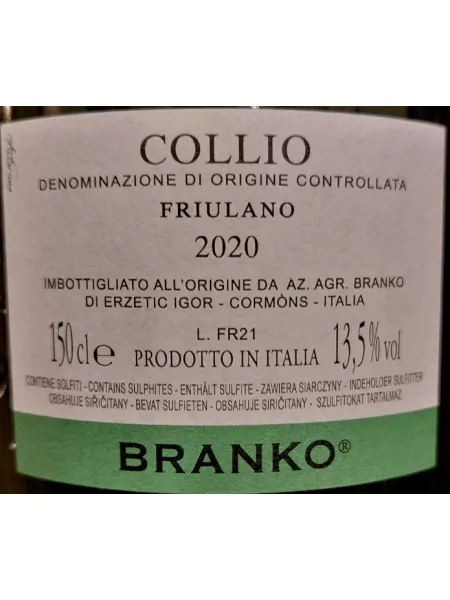 COLLIO
DENOMINAZIONE DI ORIGINE CONTROLLATA
FRIULANO
2020
IMBOTTIGLIATO ALL'ORIGINE DA AZ. AGR. BRANKO
DI ERZETIC IGOR - CORMÒNS - ITALIA
L. FR21
150 cl e PRODOTTO IN ITALIA 13,5% vol
CONTIENE SOLFITI - CONTAINS SULPHITES - ENTHÄLT SULFITE - ZAWIERA SIARCZYNY - INDEHOLDER SULFITTER
OBSAHUJE SIŘIČITANY - BEVAT SULFIETEN - OBSAHUJE SIRIČITANY - SZULFITOKAT TARTALMAZ
BRANKO®